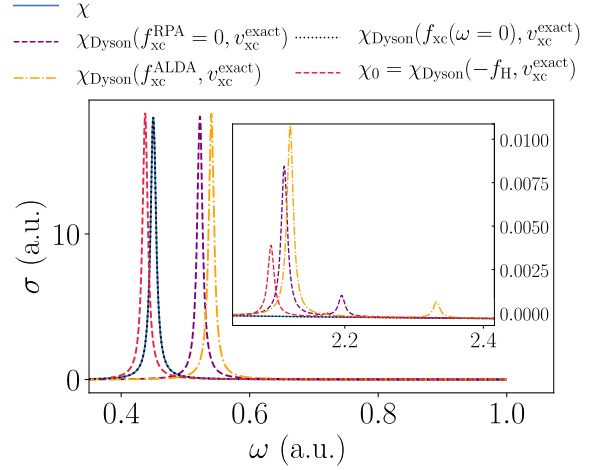 χ
χ_Dyson(f_xc^RPA = 0, v_xc^exact)
χ_Dyson(f_xc(ω = 0), v_xc^exact)
χ_Dyson(f_xc^ALDA, v_xc^exact)
χ_0 = χ_Dyson(−f_H, v_xc^exact)
0.0100
0.0075
0.0050
0.0025
0.0000
2.2 2.4
10
0
σ (a.u.)
0.4 0.6 0.8 1.0
ω (a.u.)